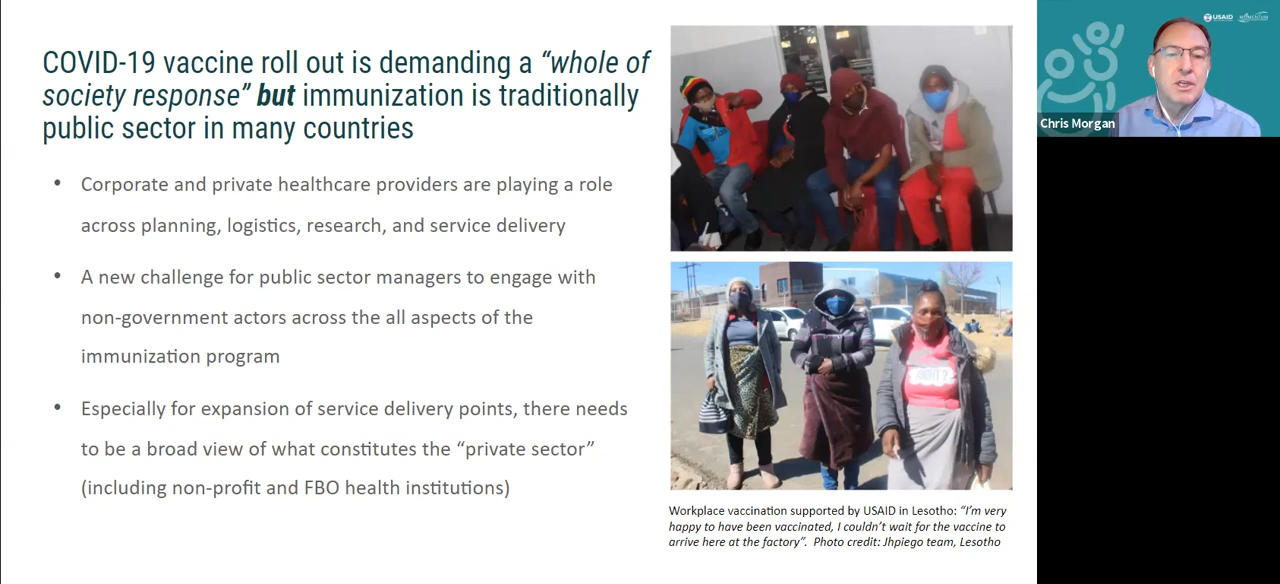 COVID-19 vaccine roll out is demanding a “whole of
society response” but immunization is traditionally
public sector in many countries
• Corporate and private healthcare providers are playing a role
across planning, logistics, research, and service delivery
• A new challenge for public sector managers to engage with
non-government actors across the all aspects of the
immunization program
• Especially for expansion of service delivery points, there needs
to be a broad view of what constitutes the “private sector”
(including non-profit and FBO health institutions)
Workplace vaccination supported by USAID in Lesotho: “I’m very
happy to have been vaccinated, I couldn’t wait for the vaccine to
arrive here at the factory”. Photo credit: Jhpiego team, Lesotho
USAID
MOMENTUM
Chris Morgan